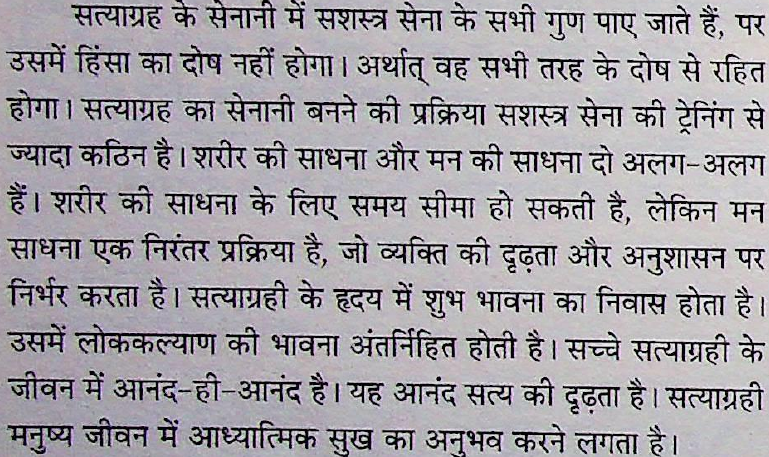 सत्याग्रह के सेनानी में सशस्त्र सेना के सभी गुण पाए जाते हैं, पर
उसमें हिंसा का दोष नहीं होगा। अर्थात् वह सभी तरह के दोष से रहित
होगा। सत्याग्रह का सेनानी बनने की प्रक्रिया सशस्त्र सेना की ट्रेनिंग से
ज्यादा कठिन है। शरीर की साधना और मन की साधना दो अलग-अलग
हैं। शरीर की साधना के लिए समय सीमा हो सकती है, लेकिन मन
साधना एक निरंतर प्रक्रिया है, जो व्यक्ति की दृढ़ता और अनुशासन पर
निर्भर करता है। सत्याग्रही के हृदय में शुभ भावना का निवास होता है।
उसमें लोककल्याण की भावना अंतर्निहित होती है। सच्चे सत्याग्रही के
जीवन में आनंद-ही-आनंद है। यह आनंद सत्य की दृढ़ता है। सत्याग्रही
मनुष्य जीवन में आध्यात्मिक सुख का अनुभव करने लगता है।